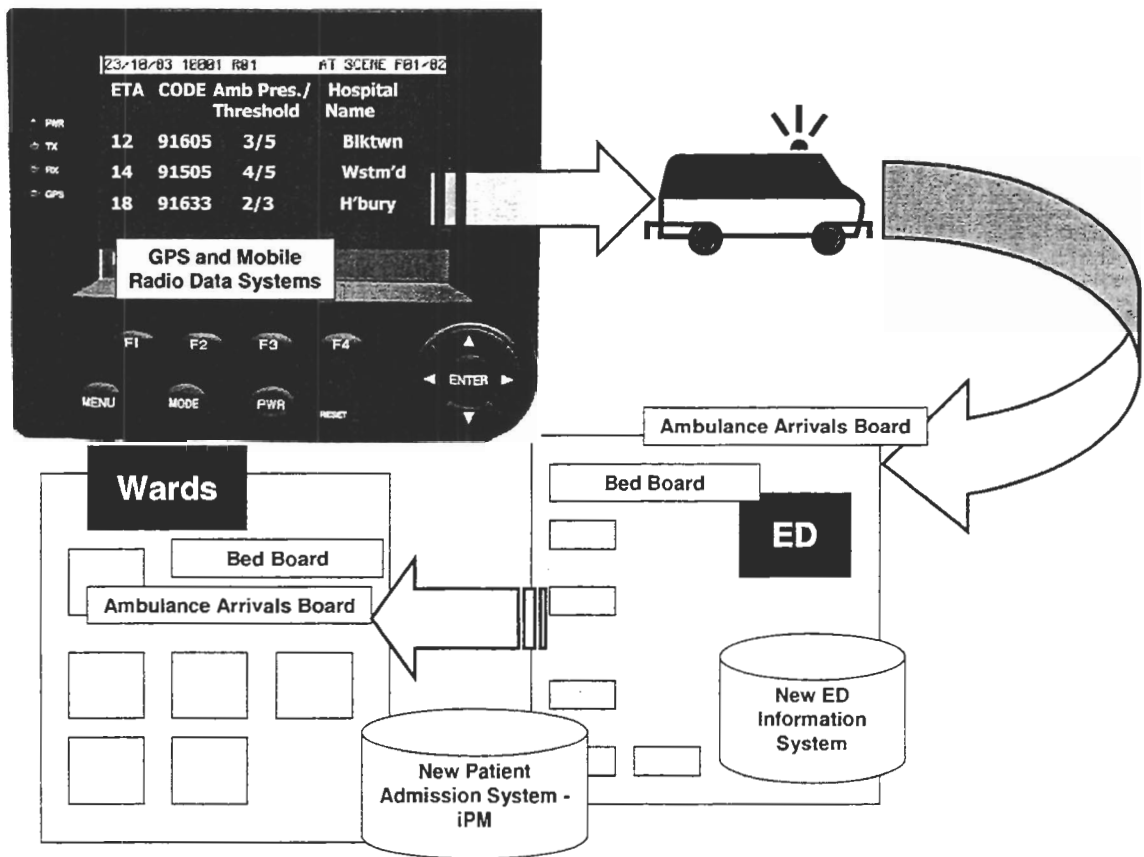 23/10/03 10001 R01 AT SCENE F01/02
ETA CODE Amb Pres./ Hospital
Threshold Name
12 91605 3/5 Blktwn
14 91505 4/5 Wstm'd
18 91633 2/3 H'bury
PWR
TX
RX
GPS
GPS and Mobile
Radio Data Systems
F1 F2 F3 F4
MENU MODE PWR RESET
ENTER
Ambulance Arrivals Board
Bed Board
ED
Wards
Bed Board
Ambulance Arrivals Board
New ED
Information
System
New Patient
Admission System -
iPM